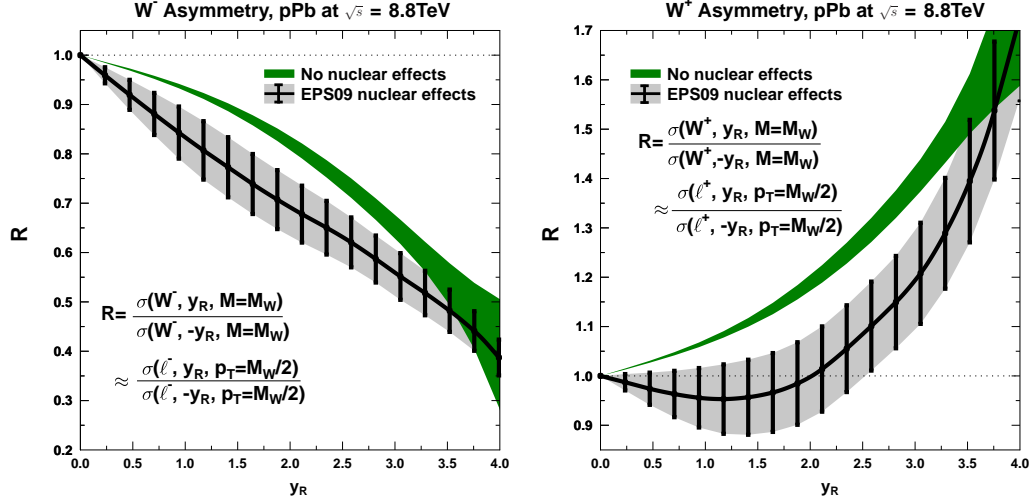 W⁻ Asymmetry, pPb at √s = 8.8TeV
1.0
0.9
0.8
0.7
0.6
0.5
0.4
0.3
0.2
R
No nuclear effects
EPS09 nuclear effects
R= σ(W⁻, y_R, M=M_W)
σ(W⁻, -y_R, M=M_W)
≈ σ(ℓ⁻, y_R, p_T=M_W/2)
σ(ℓ⁻, -y_R, p_T=M_W/2)
0.0 0.5 1.0 1.5 2.0 2.5 3.0 3.5 4.0
y_R
W⁺ Asymmetry, pPb at √s = 8.8TeV
1.7
1.6
1.5
1.4
1.3
1.2
1.1
1.0
0.9
0.8
R
No nuclear effects
EPS09 nuclear effects
R= σ(W⁺, y_R, M=M_W)
σ(W⁺,-y_R, M=M_W)
≈ σ(ℓ⁺, y_R, p_T=M_W/2)
σ(ℓ⁺, -y_R, p_T=M_W/2)
0.0 0.5 1.0 1.5 2.0 2.5 3.0 3.5 4.0
y_R